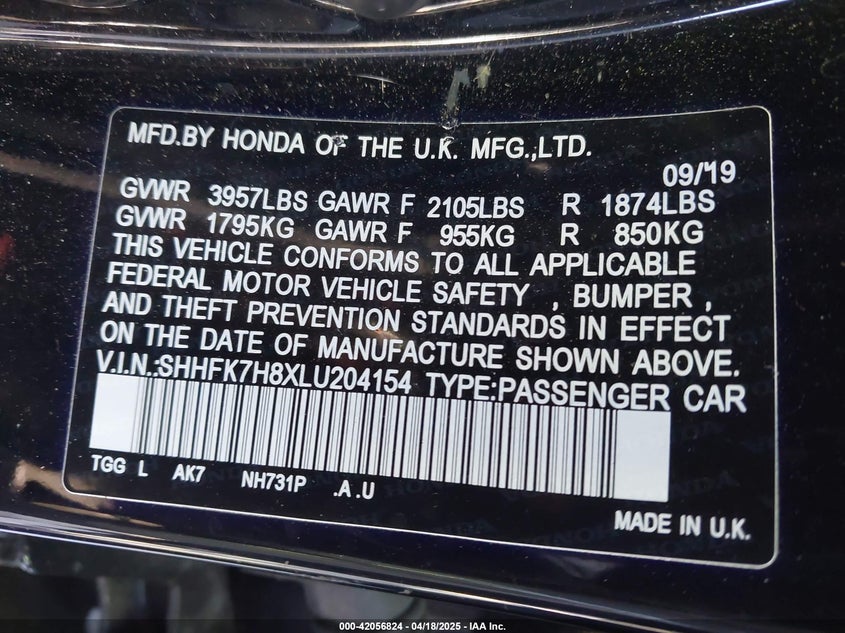 MFD.BY HONDA OF THE U.K. MFG.,LTD.
09/'19
GVWR 3957LBS GAWR F 2105LBS R 1874LBS
GVWR 1795KG GAWR F 955KG R 850KG
THIS VEHICLE CONFORMS TO ALL APPLICABLE
FEDERAL MOTOR VEHICLE SAFETY , BUMPER ,
AND THEFT PREVENTION STANDARDS IN EFFECT
ON THE DATE OF MANUFACTURE SHOWN ABOVE.
V.I.N.:SHHFK7H8XLU204154 TYPE:PASSENGER CAR
TGG L AK7 NH731P .A.U
MADE IN U.K.
000-42056824 | 04/18/2025 - IAA Inc.